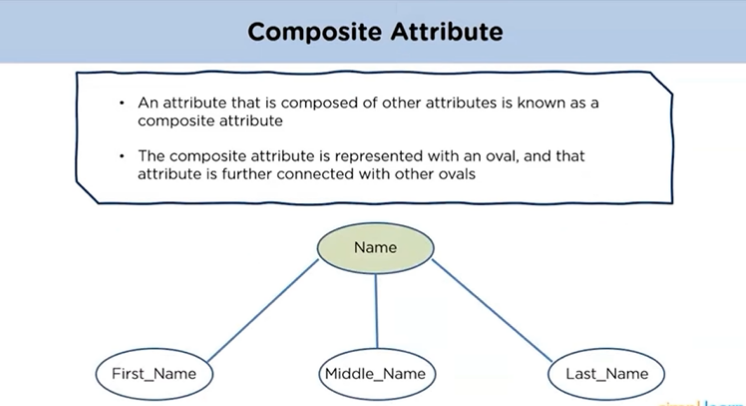 Composite Attribute
• An attribute that is composed of other attributes is known as a
composite attribute
• The composite attribute is represented with an oval, and that
attribute is further connected with other ovals
Name
First_Name
Middle_Name
Last_Name